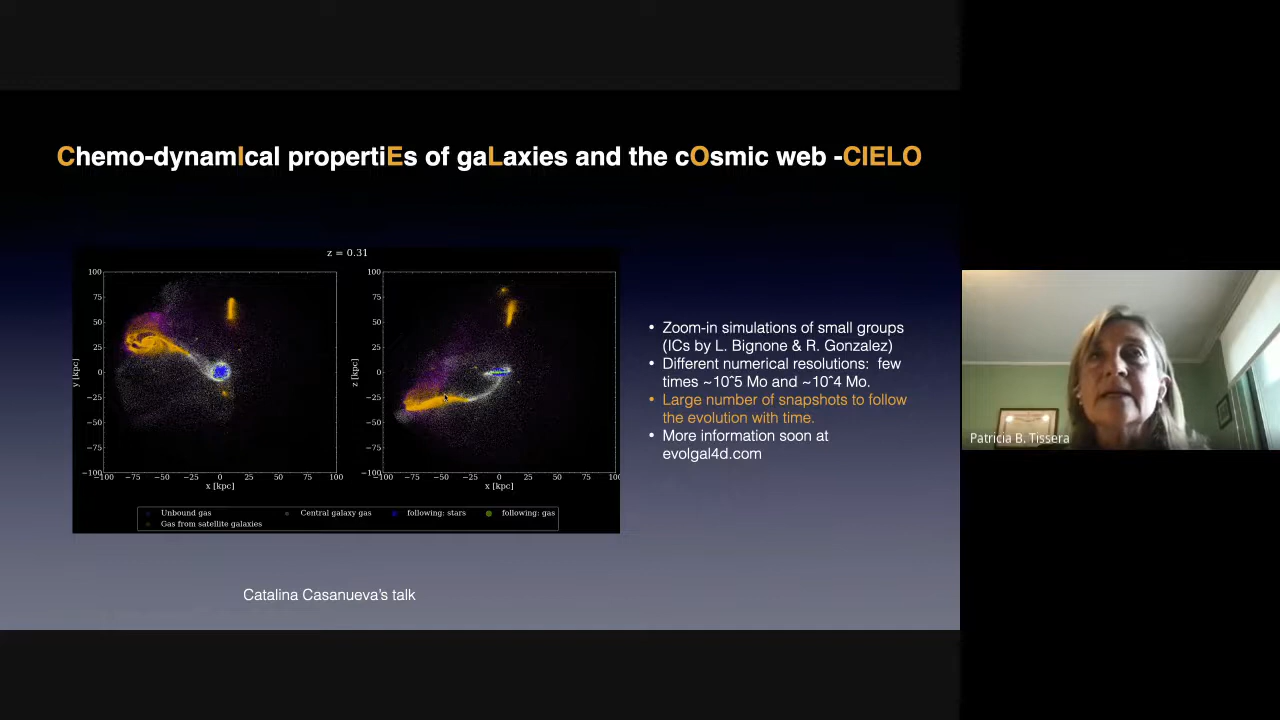 Chemo-dynamIcal propertiEs of gaLaxies and the cOsmic web -CIELO
z = 0.31
100
75
50
25
0
−25
−50
−75
−100
y [kpc]
−100 −75 −50 −25 0 25 50 75 100
x [kpc]
100
75
50
25
0
−25
−50
−75
−100
z [kpc]
−100 −75 −50 −25 0 25 50 75 100
x [kpc]
Unbound gas
Gas from satellite galaxies
Central galaxy gas
following: stars
following: gas
• Zoom-in simulations of small groups
(ICs by L. Bignone & R. Gonzalez)
• Different numerical resolutions: few
times ~10^5 Mo and ~10^4 Mo.
• Large number of snapshots to follow
the evolution with time.
• More information soon at
evolgal4d.com
Catalina Casanueva's talk
Patricia B. Tissera